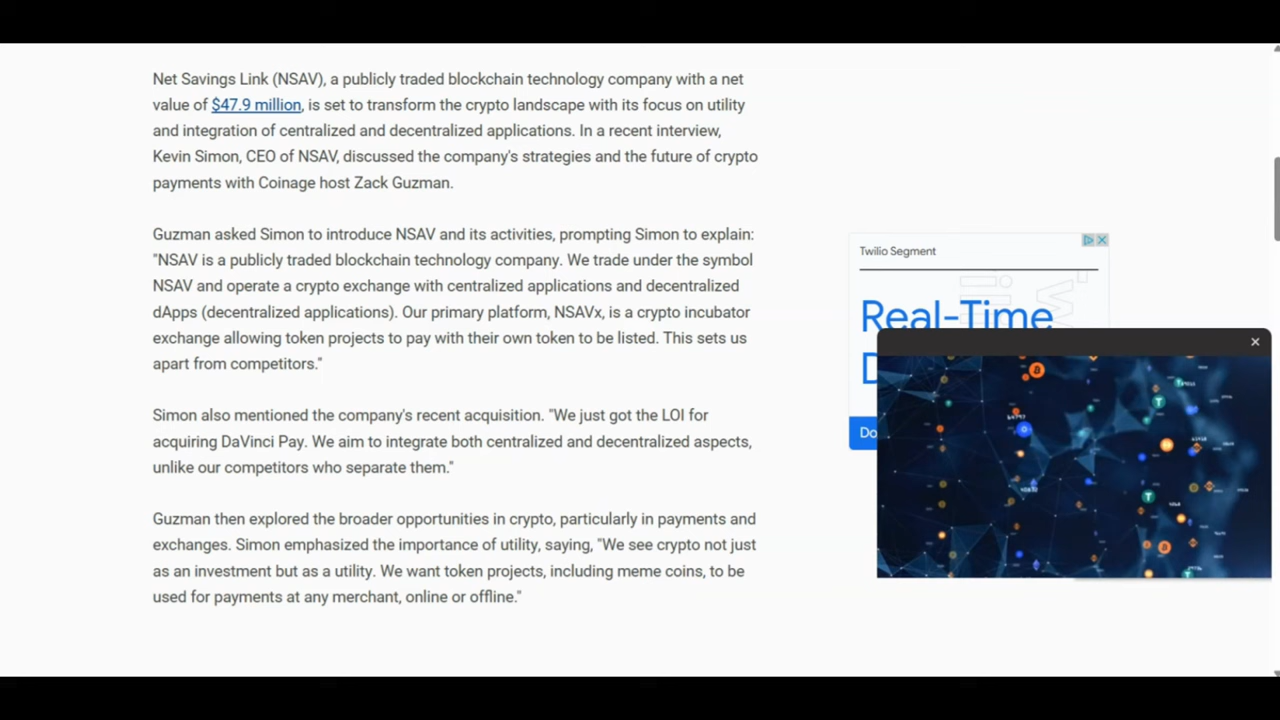 Net Savings Link (NSAV), a publicly traded blockchain technology company with a net
value of $47.9 million, is set to transform the crypto landscape with its focus on utility
and integration of centralized and decentralized applications. In a recent interview,
Kevin Simon, CEO of NSAV, discussed the company's strategies and the future of crypto
payments with Coinage host Zack Guzman.
Guzman asked Simon to introduce NSAV and its activities, prompting Simon to explain:
"NSAV is a publicly traded blockchain technology company. We trade under the symbol
NSAV and operate a crypto exchange with centralized applications and decentralized
dApps (decentralized applications). Our primary platform, NSAVx, is a crypto incubator
exchange allowing token projects to pay with their own token to be listed. This sets us
apart from competitors."
Simon also mentioned the company's recent acquisition. "We just got the LOI for
acquiring DaVinci Pay. We aim to integrate both centralized and decentralized aspects,
unlike our competitors who separate them."
Guzman then explored the broader opportunities in crypto, particularly in payments and
exchanges. Simon emphasized the importance of utility, saying, "We see crypto not just
as an investment but as a utility. We want token projects, including meme coins, to be
used for payments at any merchant, online or offline."
Twilio Segment
Real-Time
D
Do